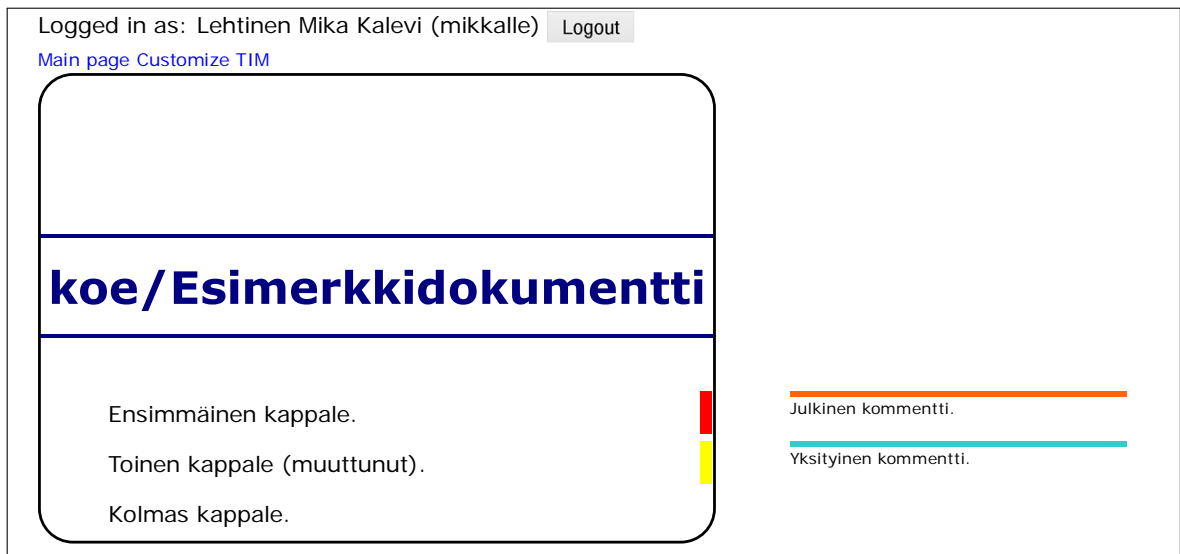 Logged in as: Lehtinen Mika Kalevi (mikkalle) Logout
Main page Customize TIM
koe/Esimerkkidokumentti
Ensimmäinen kappale.
Julkinen kommentti.
Toinen kappale (muuttunut).
Yksityinen kommentti.
Kolmas kappale.